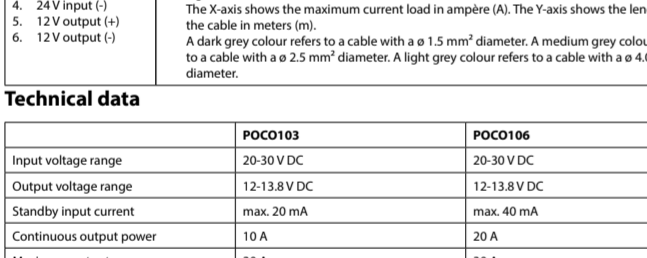 4. 24 V input (-)
5. 12 V output (+)
6. 12 V output (-)
The X-axis shows the maximum current load in ampère (A). The Y-axis shows the len
the cable in meters (m).
A dark grey colour refers to a cable with a ø 1.5 mm² diameter. A medium grey colou
to a cable with a ø 2.5 mm² diameter. A light grey colour refers to a cable with a ø 4.0
diameter.
Technical data
POCO103 POCO106
Input voltage range 20-30 V DC 20-30 V DC
Output voltage range 12-13.8 V DC 12-13.8 V DC
Standby input current max. 20 mA max. 40 mA
Continuous output power 10 A 20 A